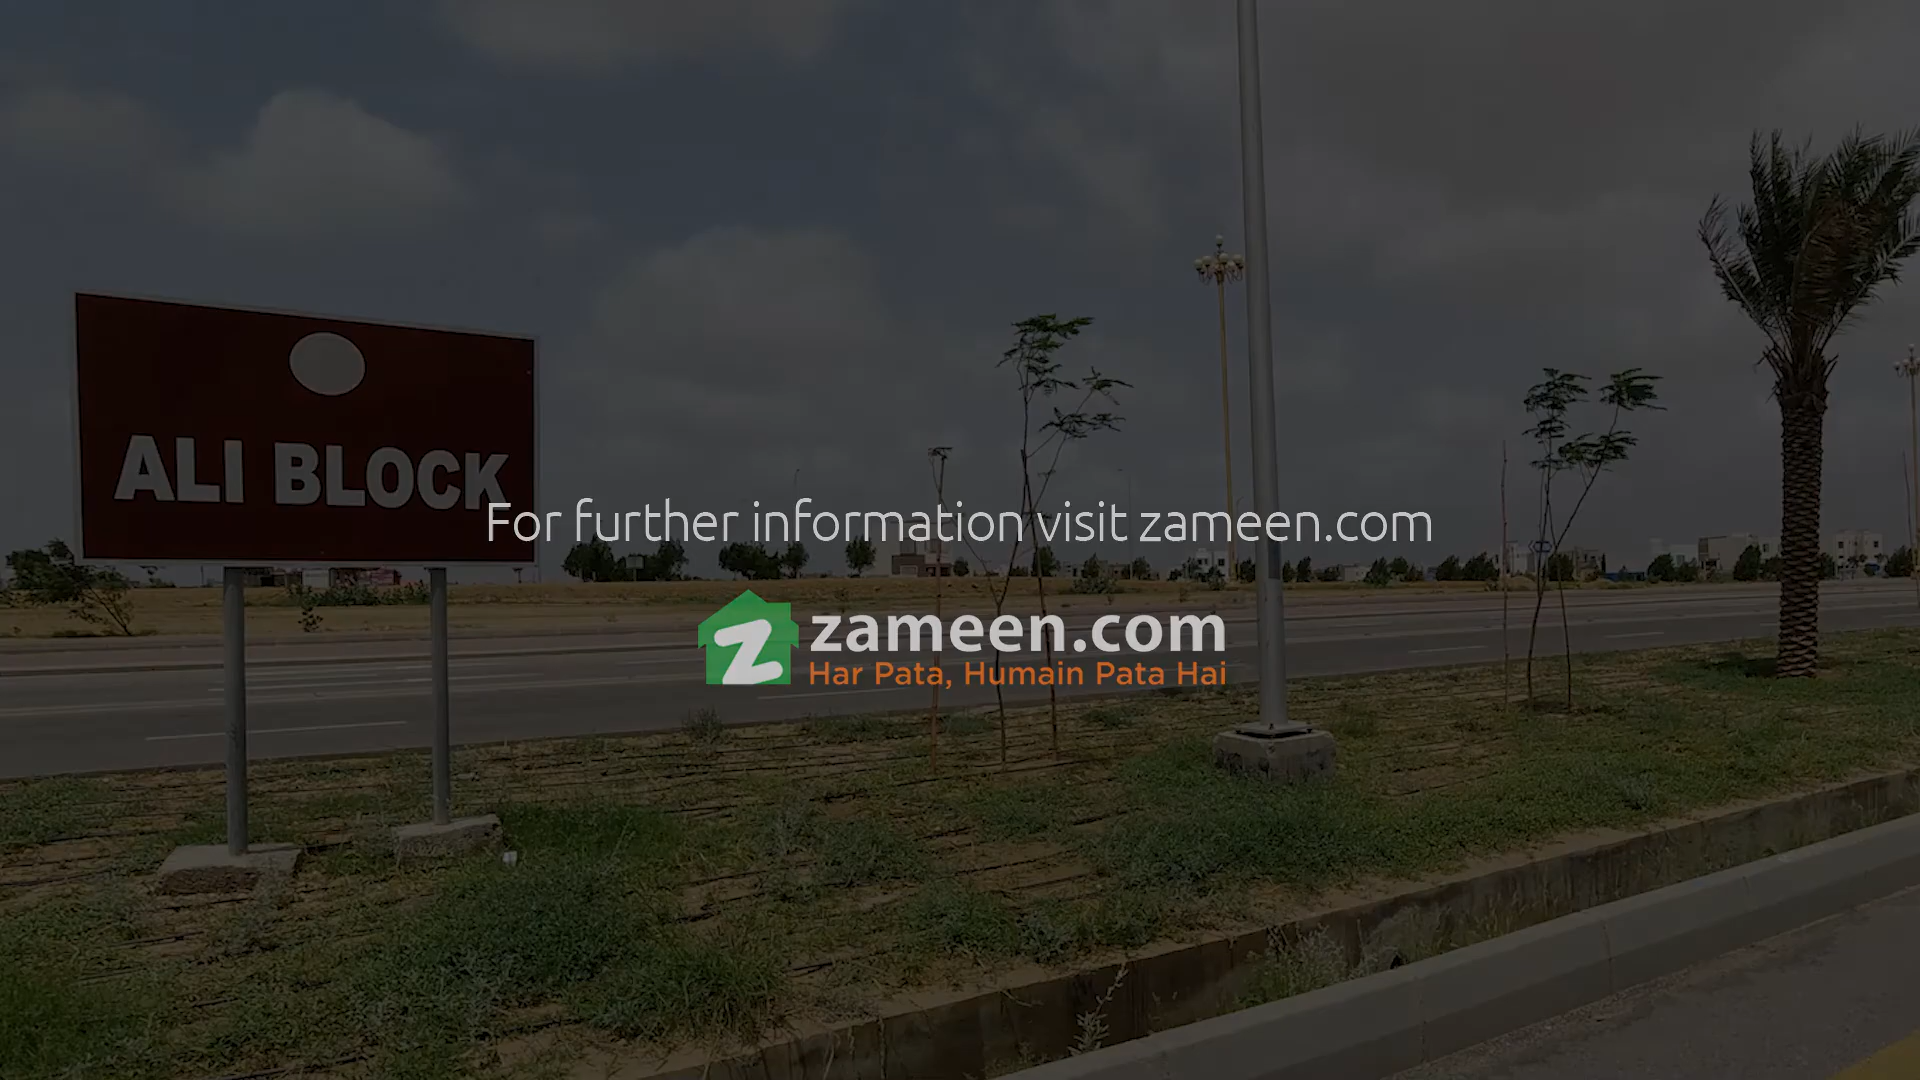 ALI BLOCK
For further information visit zameen.com
zameen.com
Har Pata, Humain Pata Hai